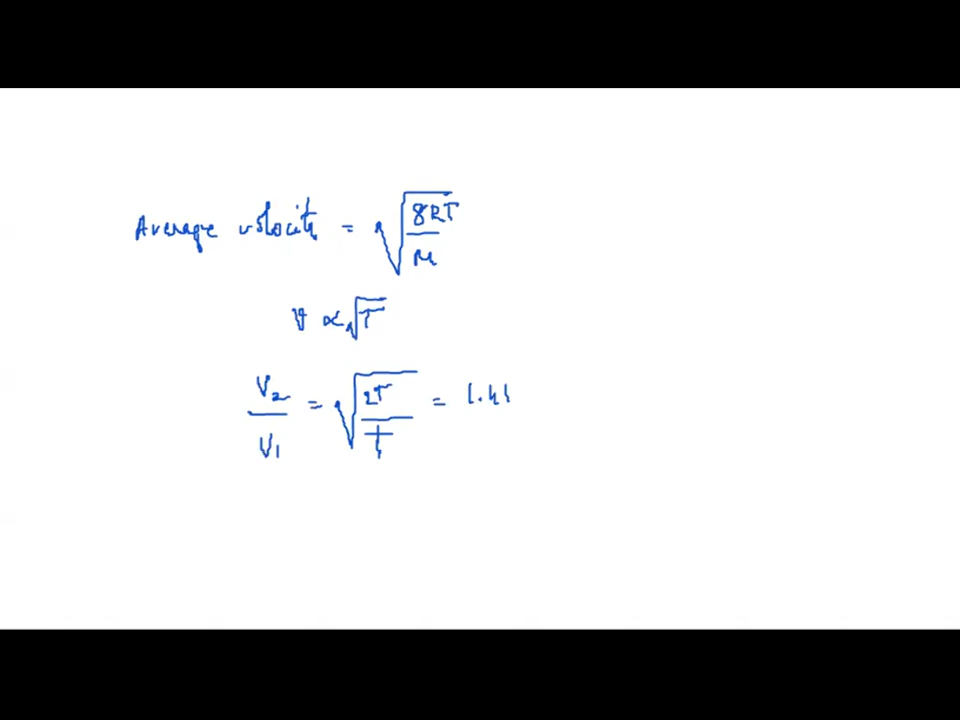 Average velocity = √(8RT/M)
v ∝ √T
V₂/V₁ = √(2T/T) = 1.41